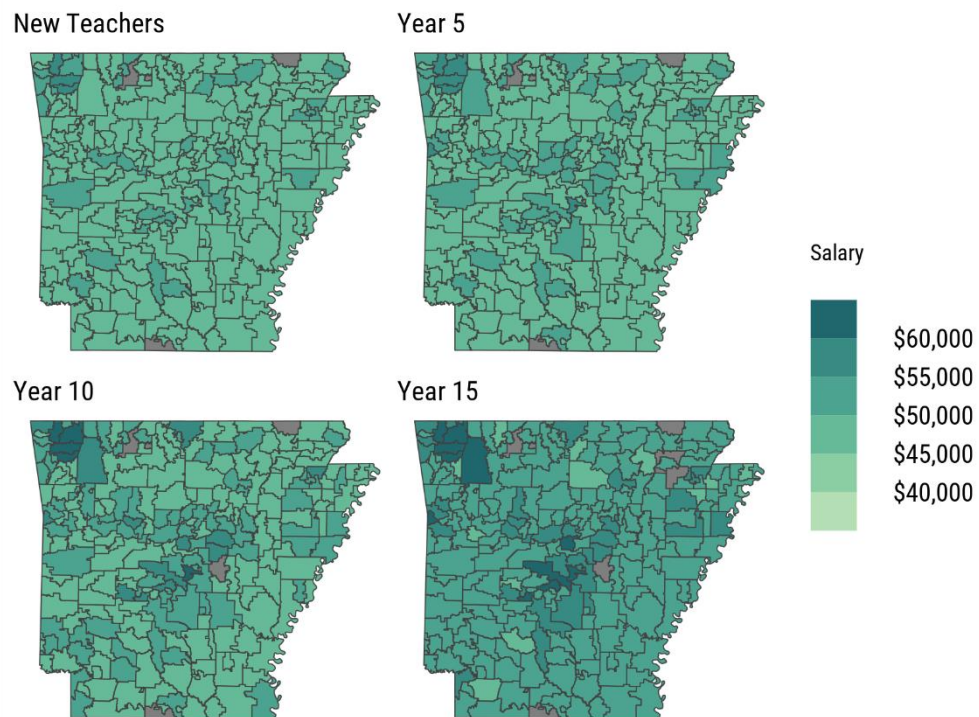 New Teachers
Year 5
Salary
$60,000
$55,000
$50,000
$45,000
$40,000
Year 10
Year 15